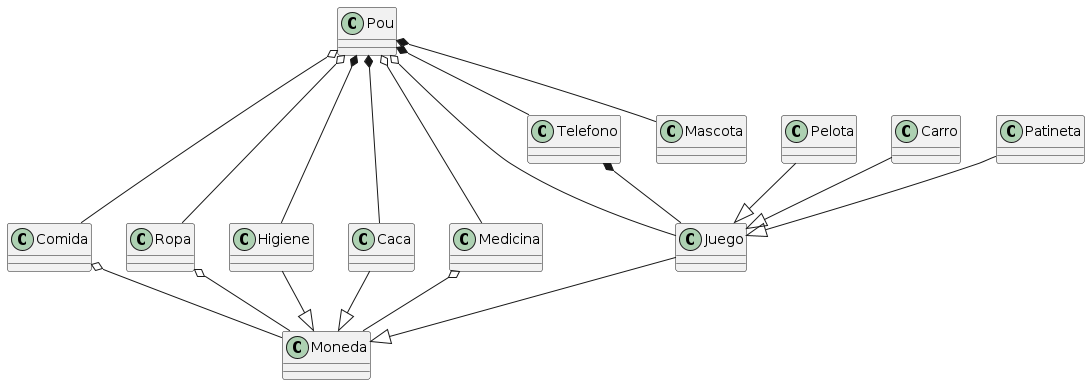 C Pou
C Telefono
C Mascota
C Pelota
C Carro
C Patineta
C Comida
C Ropa
C Higiene
C Caca
C Medicina
C Juego
C Moneda